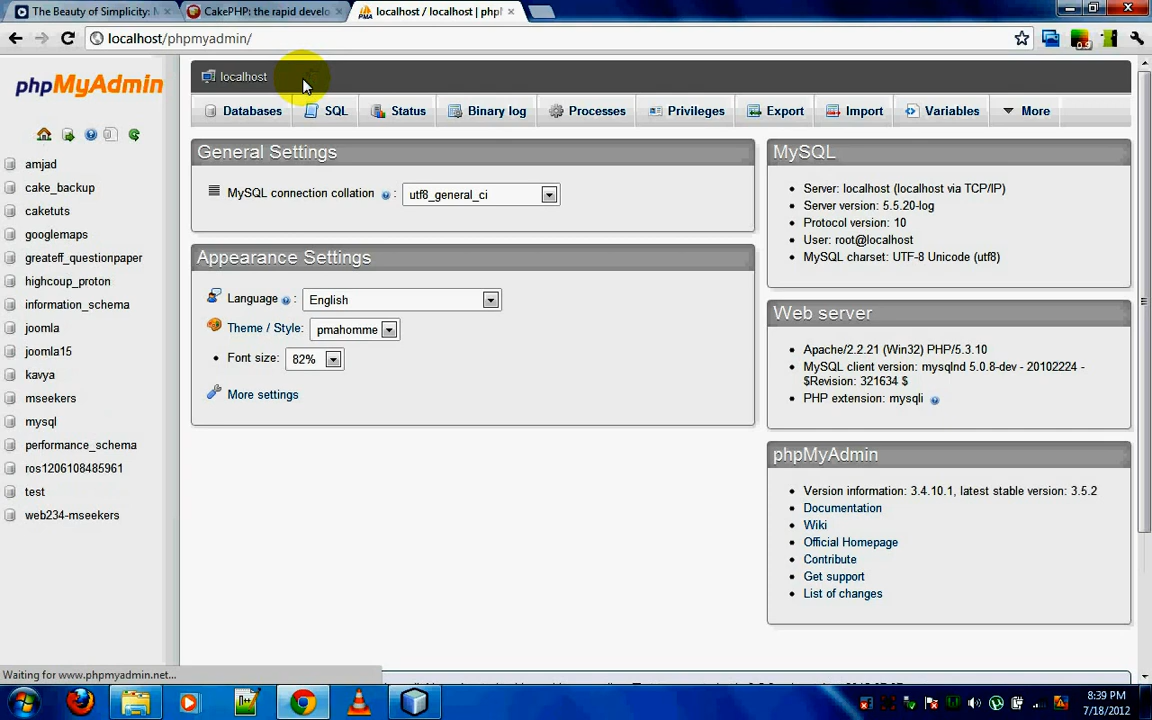 The Beauty of Simplicity: M
CakePHP: the rapid develo
localhost / localhost | phpM
localhost/phpmyadmin/
0.3
phpMyAdmin
localhost
Databases
SQL
Status
Binary log
Processes
Privileges
Export
Import
Variables
More
amjad
cake_backup
caketuts
googlemaps
greateff_questionpaper
highcoup_proton
information_schema
joomla
joomla15
kavya
mseekers
mysql
performance_schema
ros1206108485961
test
web234-mseekers
General Settings
MySQL connection collation : utf8_general_ci
Appearance Settings
Language : English
Theme / Style: pmahomme
Font size: 82%
More settings
MySQL
Server: localhost (localhost via TCP/IP)
Server version: 5.5.20-log
Protocol version: 10
User: root@localhost
MySQL charset: UTF-8 Unicode (utf8)
Web server
Apache/2.2.21 (Win32) PHP/5.3.10
MySQL client version: mysqlnd 5.0.8-dev - 20102224 -
$Revision: 321634 $
PHP extension: mysqli
phpMyAdmin
Version information: 3.4.10.1, latest stable version: 3.5.2
Documentation
Wiki
Official Homepage
Contribute
Get support
List of changes
Waiting for www.phpmyadmin.net...
8:39 PM
7/18/2012